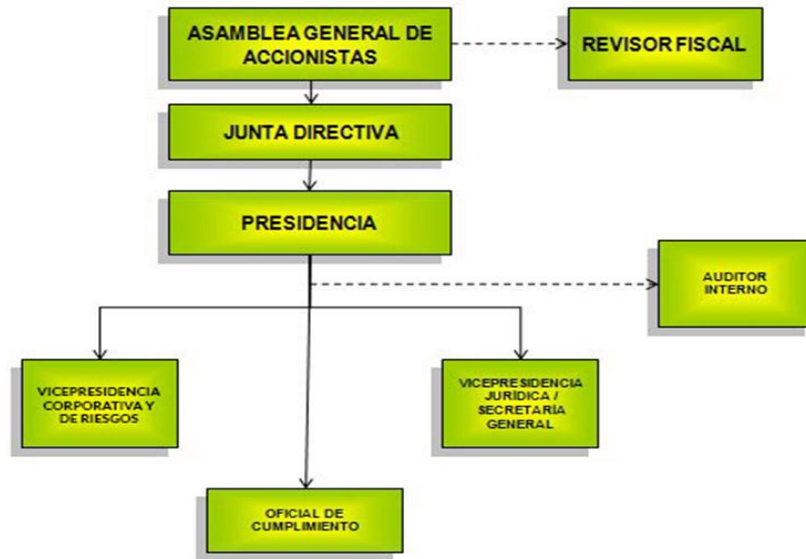 ASAMBLEA GENERAL DE
ACCIONISTAS
REVISOR FISCAL
JUNTA DIRECTIVA
PRESIDENCIA
AUDITOR
INTERNO
VICEPRESIDENCIA
CORPORATIVA Y
DE RIESGOS
VICEPRESIDENCIA
JURÍDICA /
SECRETARÍA
GENERAL
OFICIAL DE
CUMPLIMIENTO